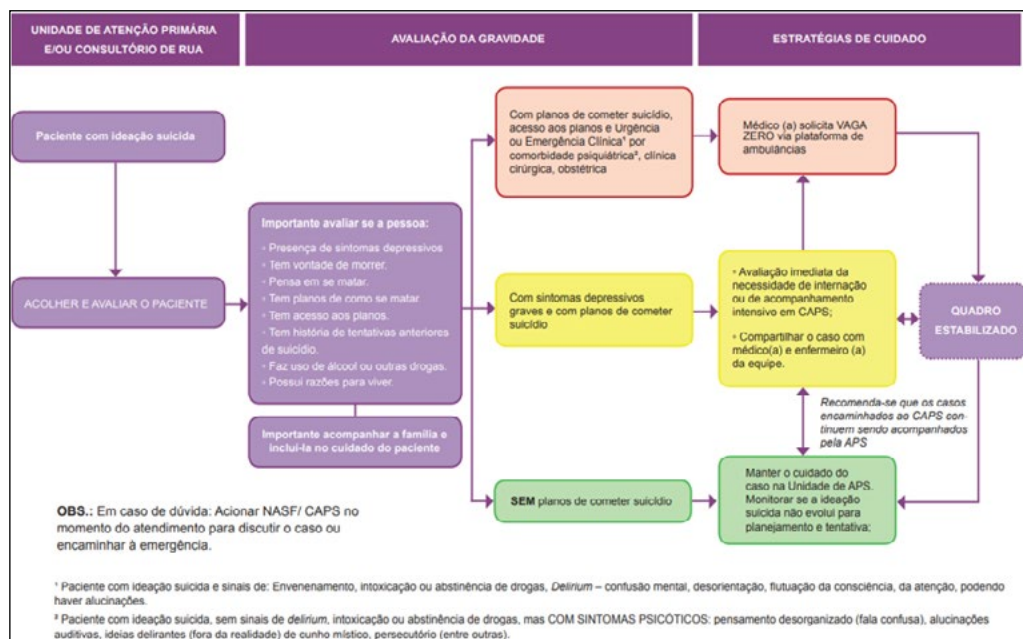 UNIDADE DE ATENÇÃO PRIMÁRIA
E/OU CONSULTÓRIO DE RUA
AVALIAÇÃO DA GRAVIDADE
ESTRATÉGIAS DE CUIDADO
Paciente com ideação suicida
ACOLHER E AVALIAR O PACIENTE
Importante avaliar se a pessoa:
◦ Presença de sintomas depressivos
◦ Tem vontade de morrer.
◦ Pensa em se matar.
◦ Tem planos de como se matar
◦ Tem acesso aos planos.
◦ Tem história de tentativas anteriores
de suicídio.
◦ Faz uso de álcool ou outras drogas.
◦ Possui razões para viver.
Importante acompanhar a família e
incluí-la no cuidado do paciente
Com planos de cometer suicídio,
acesso aos planos e Urgência
ou Emergência Clínica¹ por
comorbidade psiquiátrica², clínica
cirúrgica, obstétrica
Médico (a) solicita VAGA
ZERO via plataforma de
ambulâncias
Com sintomas depressivos
graves e com planos de cometer
suicídio
◦ Avaliação imediata da
necessidade de internação
ou de acompanhamento
intensivo em CAPS;
◦ Compartilhar o caso com
médico(a) e enfermeiro (a)
da equipe.
QUADRO
ESTABILIZADO
Recomenda-se que os casos
encaminhados ao CAPS con-
tinuem sendo acompanhados
pela APS
SEM planos de cometer suicídio
Manter o cuidado do
caso na Unidade de APS.
Monitorar se a ideação
suicida não evolui para
planejamento e tentativa;
OBS.: Em caso de dúvida: Acionar NASF/ CAPS no
momento do atendimento para discutir o caso ou
encaminhar à emergência.
¹ Paciente com ideação suicida e sinais de: Envenenamento, intoxicação ou abstinência de drogas, Delirium – confusão mental, desorientação, flutuação da consciência, da atenção, podendo
haver alucinações.
² Paciente com ideação suicida, sem sinais de delirium, intoxicação ou abstinência de drogas, mas COM SINTOMAS PSICÓTICOS: pensamento desorganizado (fala confusa), alucinações
auditivas, ideias delirantes (fora da realidade) de cunho místico, persecutório (entre outras).